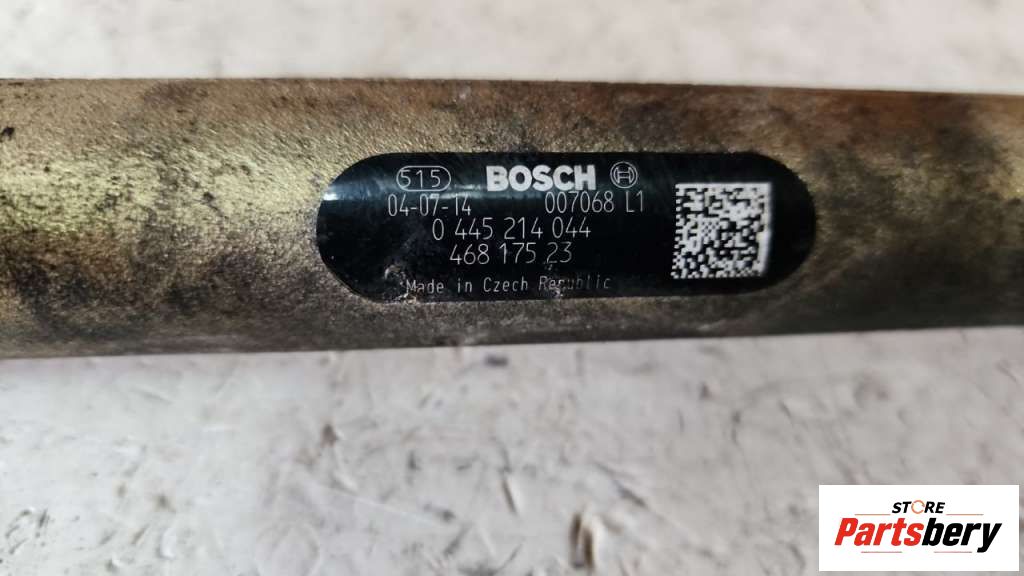 515 BOSCH
04-07-14 007068 L1
0 445 214 044
468 175 23
Made in Czech Republic
STORE
Partsbery